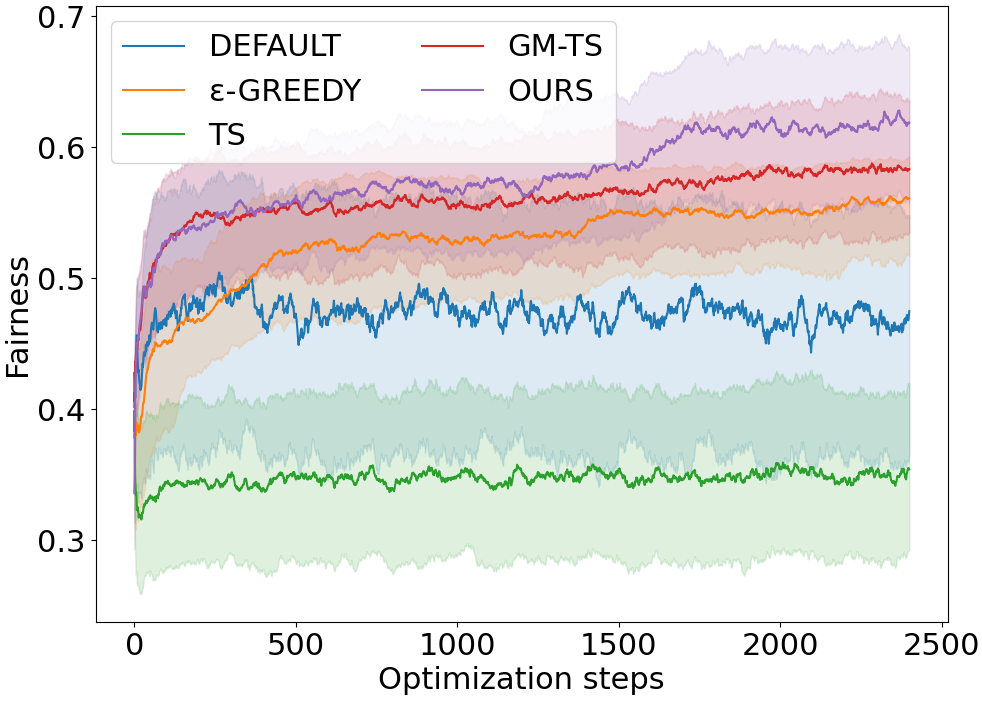 0.7
0.6
0.5
0.4
0.3
Fairness
DEFAULT
ε-GREEDY
TS
GM-TS
OURS
0
500
1000
1500
2000
2500
Optimization steps